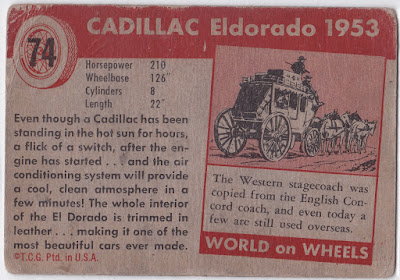 CADILLAC Eldorado 1953
74
Horsepower 210
Wheelbase 126"
Cylinders 8
Length 22"
Even though a Cadillac has been
standing in the hot sun for hours,
a flick of a switch, after the en-
gine has started . . and the air
conditioning system will provide
a cool, clean atmosphere in a
few minutes! The whole interior
of the El Dorado is trimmed in
leather . . . making it one of the
most beautiful cars ever made.
©T.C.G. Ptd. in U.S.A.
The Western stagecoach was
copied from the English Con-
cord coach, and even today a
few are still used overseas.
WORLD on WHEELS